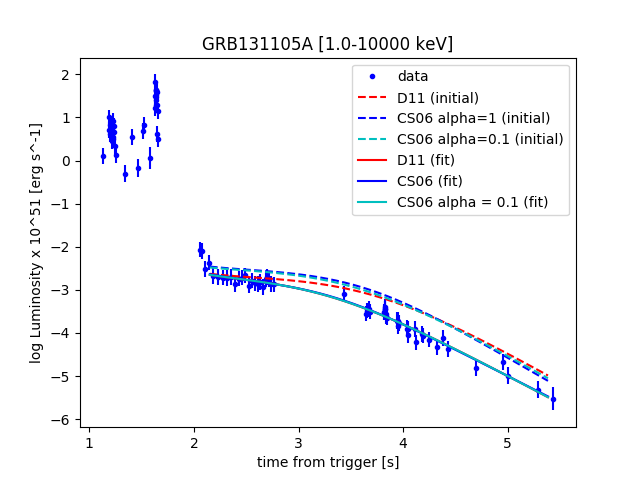 GRB131105A [1.0-10000 keV]
data
D11 (initial)
CS06 alpha=1 (initial)
CS06 alpha=0.1 (initial)
D11 (fit)
CS06 (fit)
CS06 alpha = 0.1 (fit)
log Luminosity x 10^51 [erg s^-1]
2
1
0
−1
−2
−3
−4
−5
−6
1 2 3 4 5
time from trigger [s]